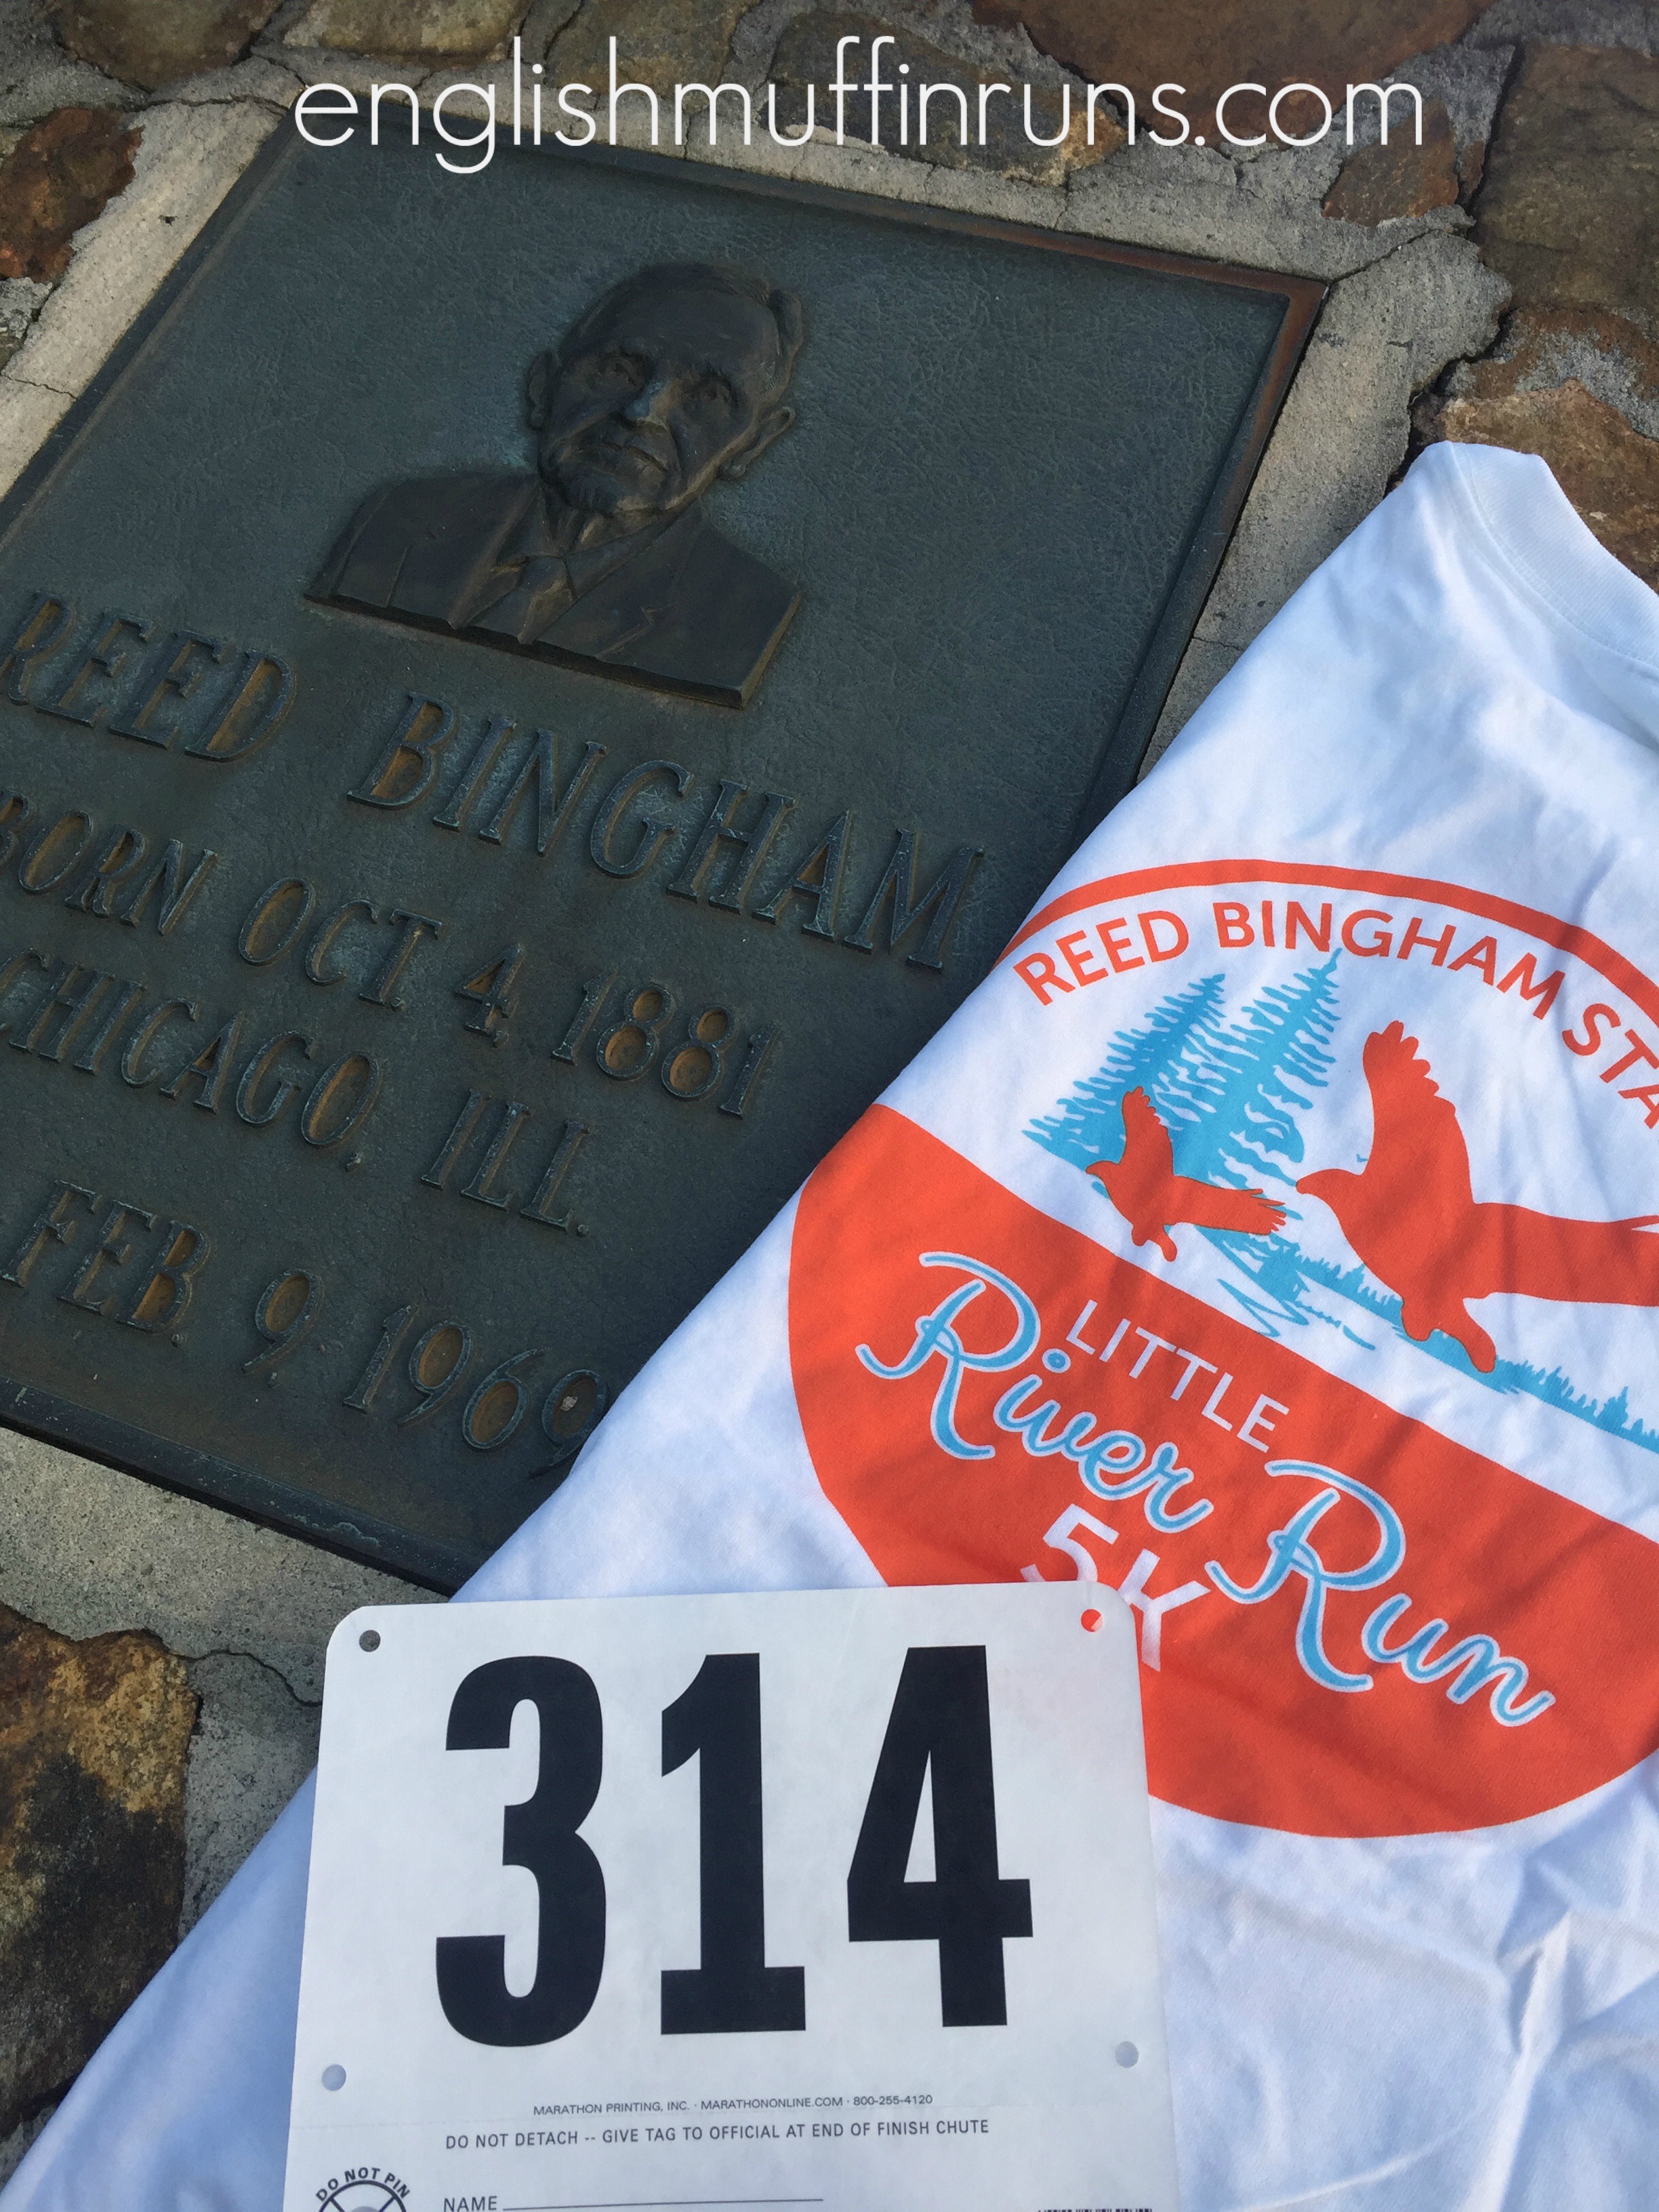 englishmuffinruns.com
REED BINGHAM
BORN OCT. 4 1881
CHICAGO, ILL.
FEB. 9 1969
REED BINGHAM
LITTLE
River Run
5K
314
MARATHON PRINTING, INC. · MARATHONONLINE.COM · 800-255-4120
DO NOT DETACH -- GIVE TAG TO OFFICIAL AT END OF FINISH CHUTE
DO NOT PIN
NAME